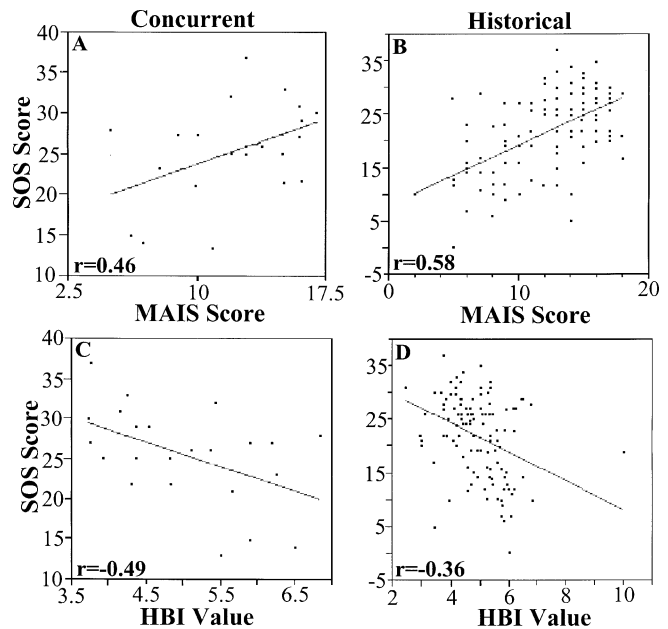 Concurrent Historical
A
B
40
35
30
25
20
15
10
SOS Score
35
25
15
5
-5
r=0.46
r=0.58
2.5 10 17.5
0 10 20
MAIS Score MAIS Score
C
D
40
35
30
25
20
15
10
SOS Score
35
25
15
5
-5
r=-0.49
r=-0.36
3.5 4.5 5.5 6.5
2 4 6 8 10
HBI Value HBI Value